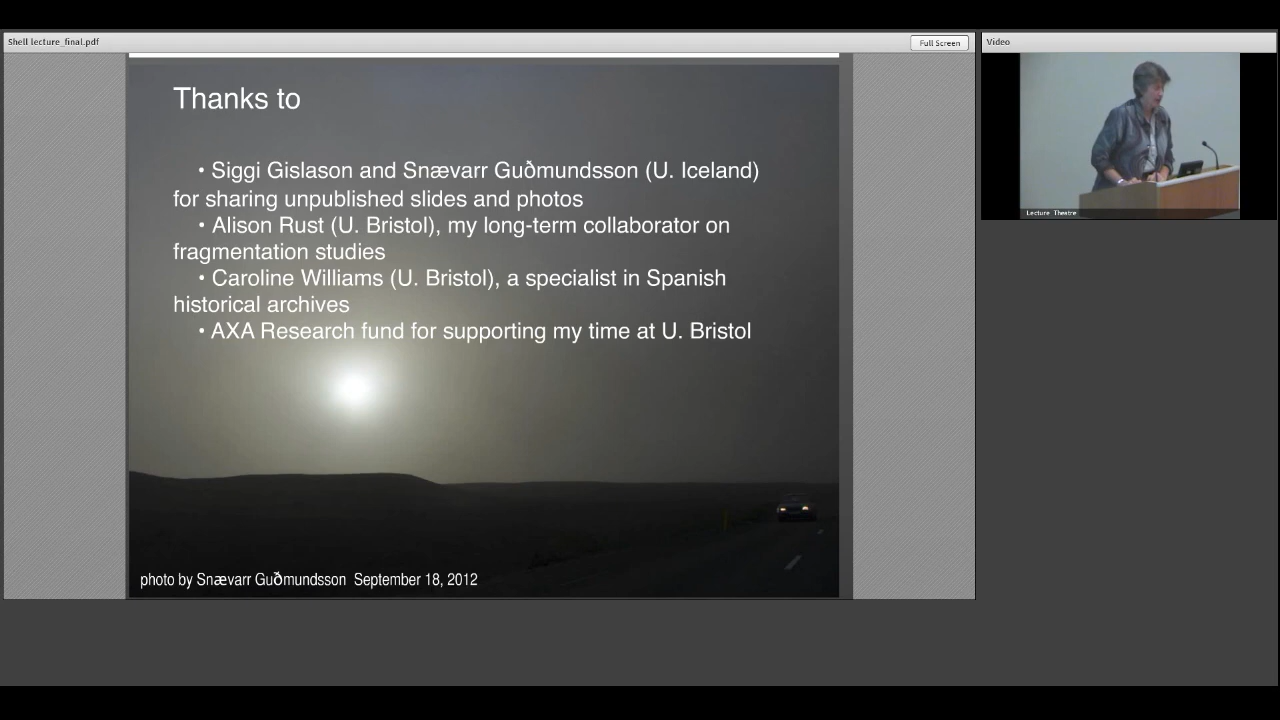 Shell lecture_final.pdf
Full Screen
Video
Thanks to
• Siggi Gislason and Snævarr Guðmundsson (U. Iceland)
for sharing unpublished slides and photos
• Alison Rust (U. Bristol), my long-term collaborator on
fragmentation studies
• Caroline Williams (U. Bristol), a specialist in Spanish
historical archives
• AXA Research fund for supporting my time at U. Bristol
photo by Snævarr Guðmundsson September 18, 2012
Lecture Theatre